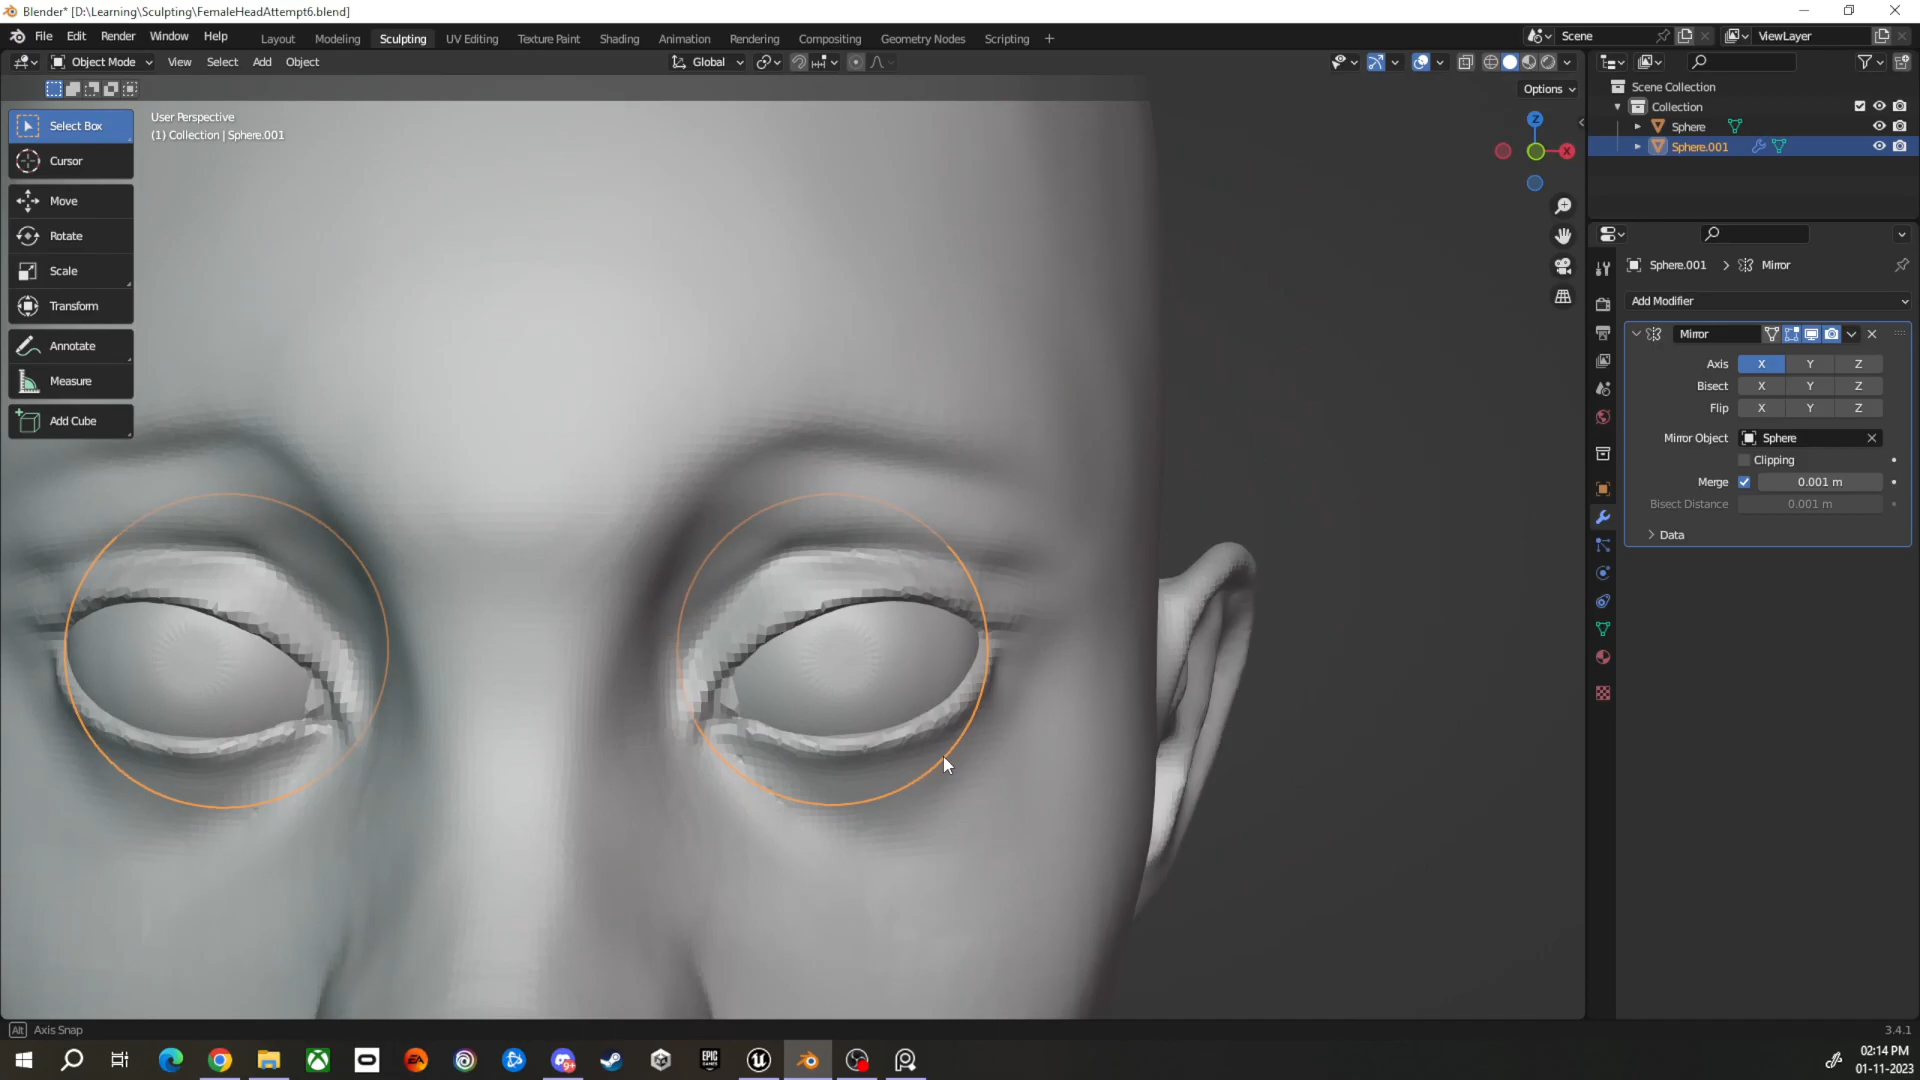 Blender* [D:\Learning\Sculpting\FemaleHeadAttempt6.blend]
File Edit Render Window Help Layout Modeling Sculpting UV Editing Texture Paint Shading Animation Rendering Compositing Geometry Nodes Scripting + Scene ViewLayer
Object Mode View Select Add Object Global
Options
Select Box
Cursor
Move
Rotate
Scale
Transform
Annotate
Measure
Add Cube
User Perspective
(1) Collection | Sphere.001
Z
X
Scene Collection
Collection
Sphere
Sphere.001
Sphere.001 > Mirror
Add Modifier
Mirror
Axis X Y Z
Bisect X Y Z
Flip X Y Z
Mirror Object Sphere
Clipping
Merge 0.001 m
Bisect Distance 0.001 m
Data
Alt Axis Snap
3.4.1
EA
9+
EPIC GAMES
02:14 PM
01-11-2023